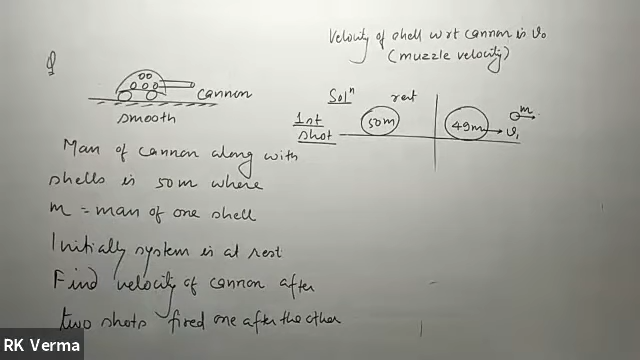 Velocity of shell wrt cannon is v₀
(muzzle velocity)
Q
cannon
smooth
Solⁿ
rest
1st
shot
50m
49m
v₁
m
Mass of cannon along with
shells is 50m where
m = mass of one shell
Initially system is at rest
Find velocity of cannon after
two shots fired one after the other
RK Verma